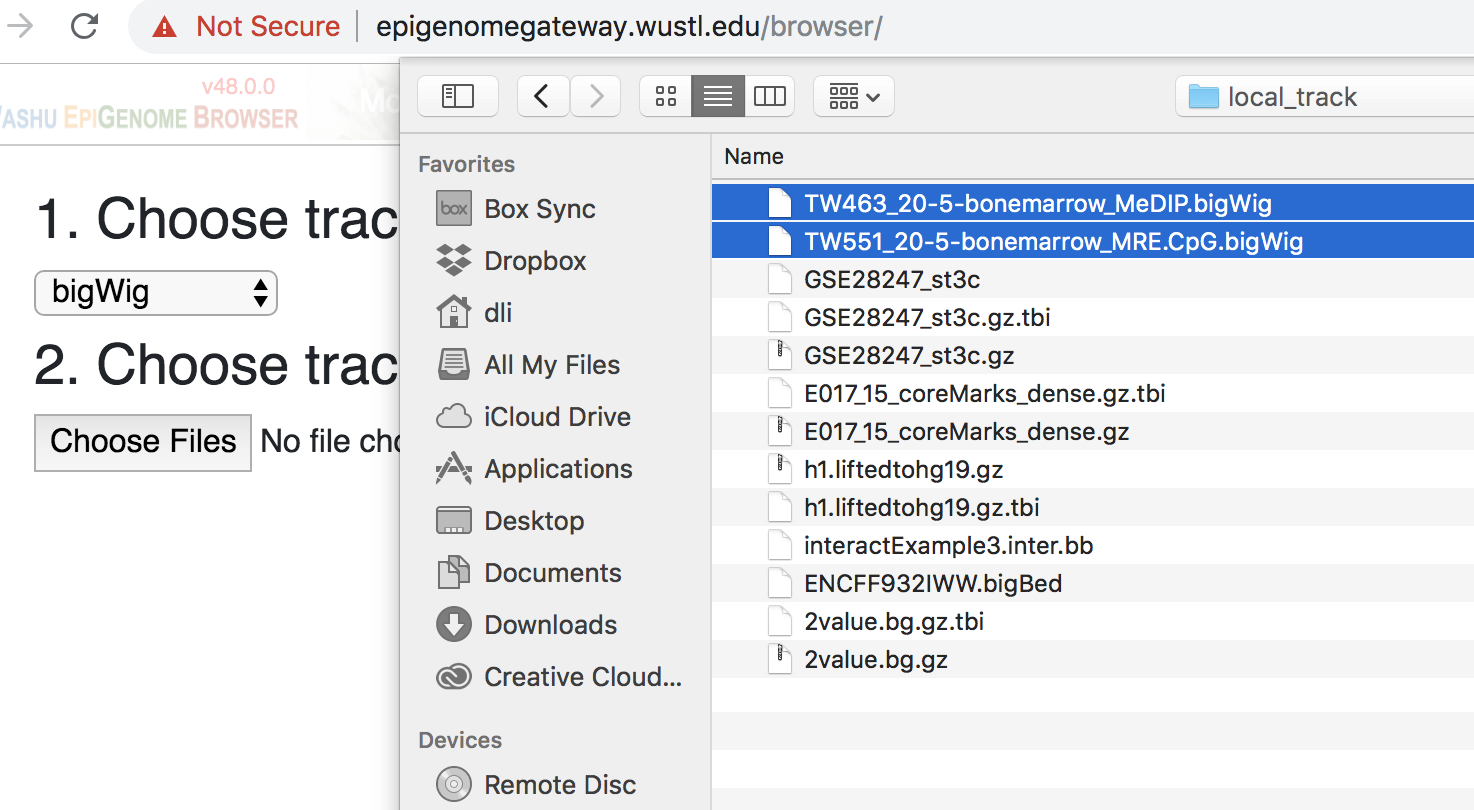 Not Secure epigenomegateway.wustl.edu/browser/
v48.0.0
WASHU EPIGENOME BROWSER
Mo
1. Choose trac
bigWig
2. Choose trac
Choose Files No file cho
local_track
Favorites
box Box Sync
Dropbox
dli
All My Files
iCloud Drive
Applications
Desktop
Documents
Downloads
Creative Cloud...
Devices
Remote Disc
Name
TW463_20-5-bonemarrow_MeDIP.bigWig
TW551_20-5-bonemarrow_MRE.CpG.bigWig
GSE28247_st3c
GSE28247_st3c.gz.tbi
GSE28247_st3c.gz
E017_15_coreMarks_dense.gz.tbi
E017_15_coreMarks_dense.gz
h1.liftedtohg19.gz
h1.liftedtohg19.gz.tbi
interactExample3.inter.bb
ENCFF932IWW.bigBed
2value.bg.gz.tbi
2value.bg.gz